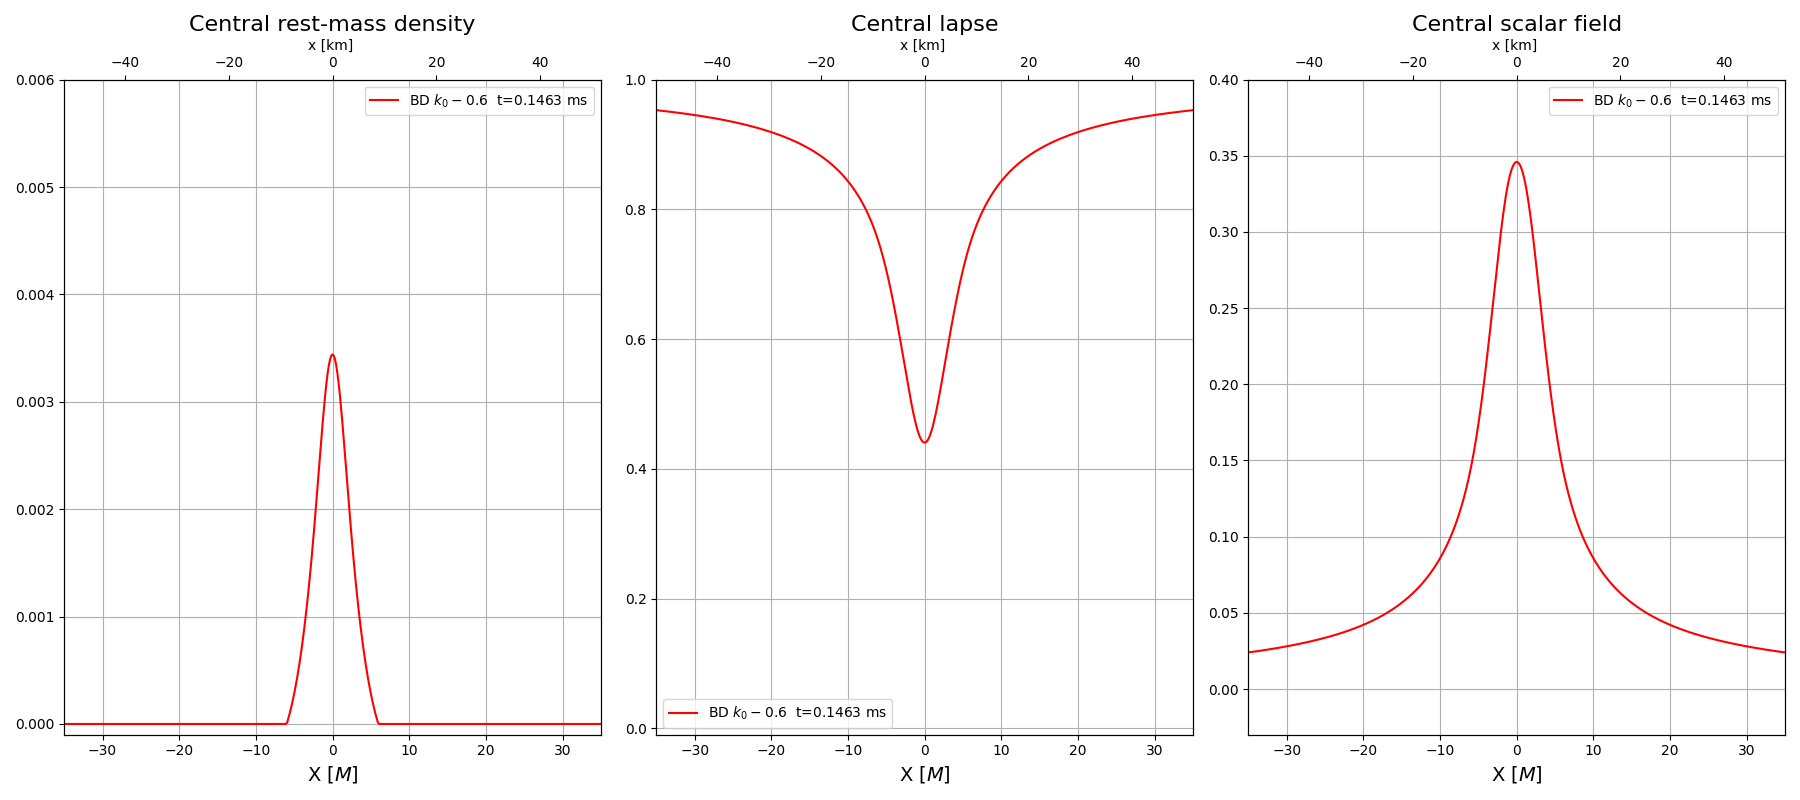 Central rest-mass density
x [km]
−40 −20 0 20 40
0.006
0.005
0.004
0.003
0.002
0.001
0.000
BD k₀ − 0.6 t=0.1463 ms
−30 −20 −10 0 10 20 30
X [M]
Central lapse
x [km]
−40 −20 0 20 40
1.0
0.8
0.6
0.4
0.2
0.0
BD k₀ − 0.6 t=0.1463 ms
−30 −20 −10 0 10 20 30
X [M]
Central scalar field
x [km]
−40 −20 0 20 40
0.40
0.35
0.30
0.25
0.20
0.15
0.10
0.05
0.00
BD k₀ − 0.6 t=0.1463 ms
−30 −20 −10 0 10 20 30
X [M]